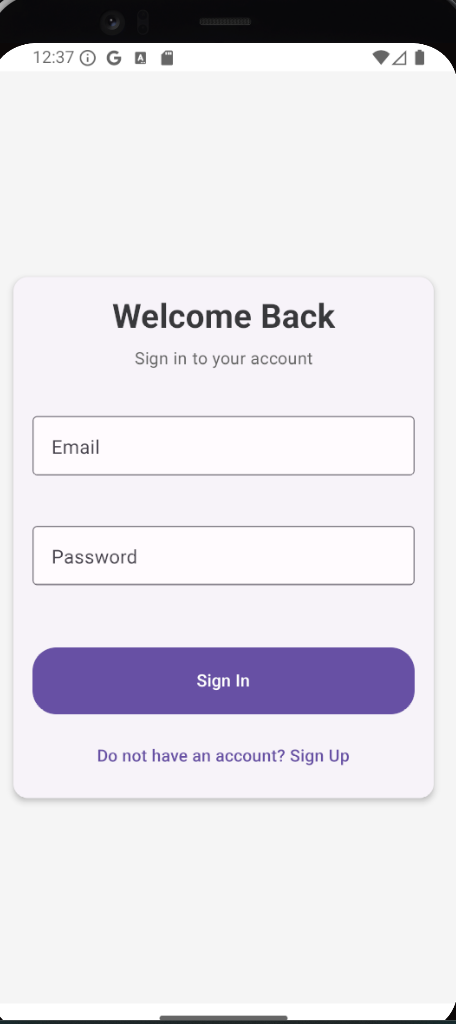 12:37
Welcome Back
Sign in to your account
Email
Password
Sign In
Do not have an account? Sign Up